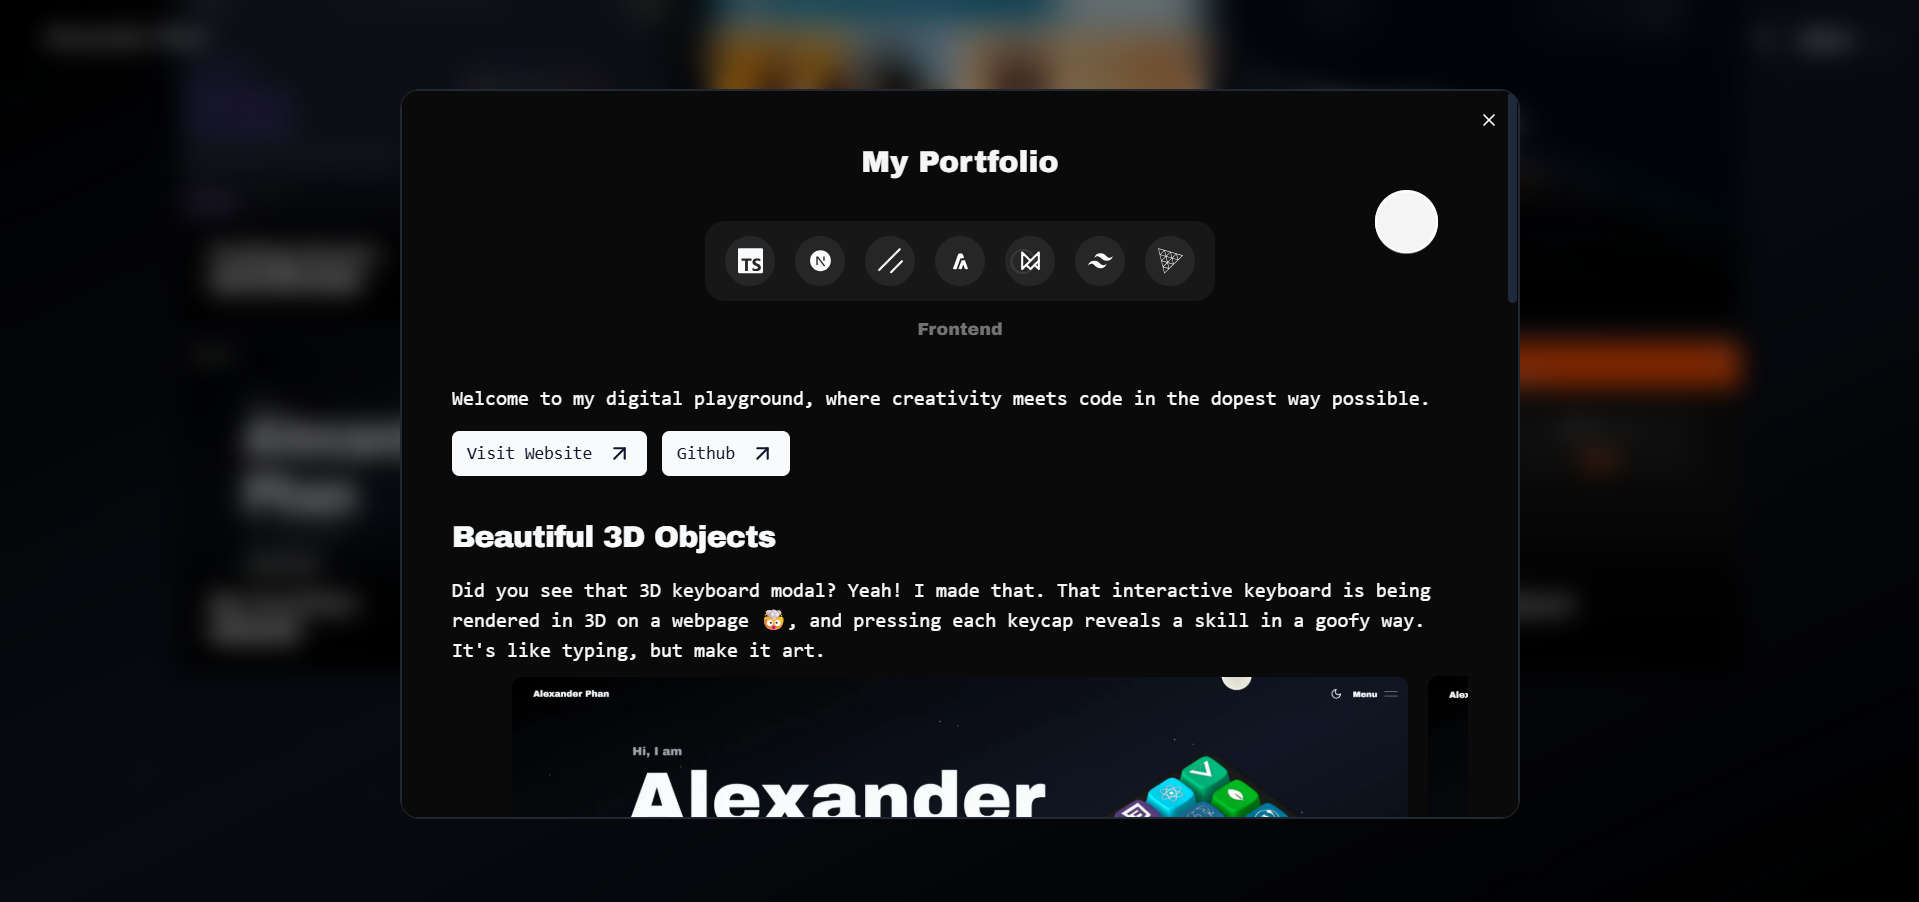 My Portfolio
TS
N
Frontend
Welcome to my digital playground, where creativity meets code in the dopest way possible.
Visit Website
Github
Beautiful 3D Objects
Did you see that 3D keyboard modal? Yeah! I made that. That interactive keyboard is being
rendered in 3D on a webpage 🤯, and pressing each keycap reveals a skill in a goofy way.
It's like typing, but make it art.
Alexander Phan
Menu
Hi, I am
Alexander